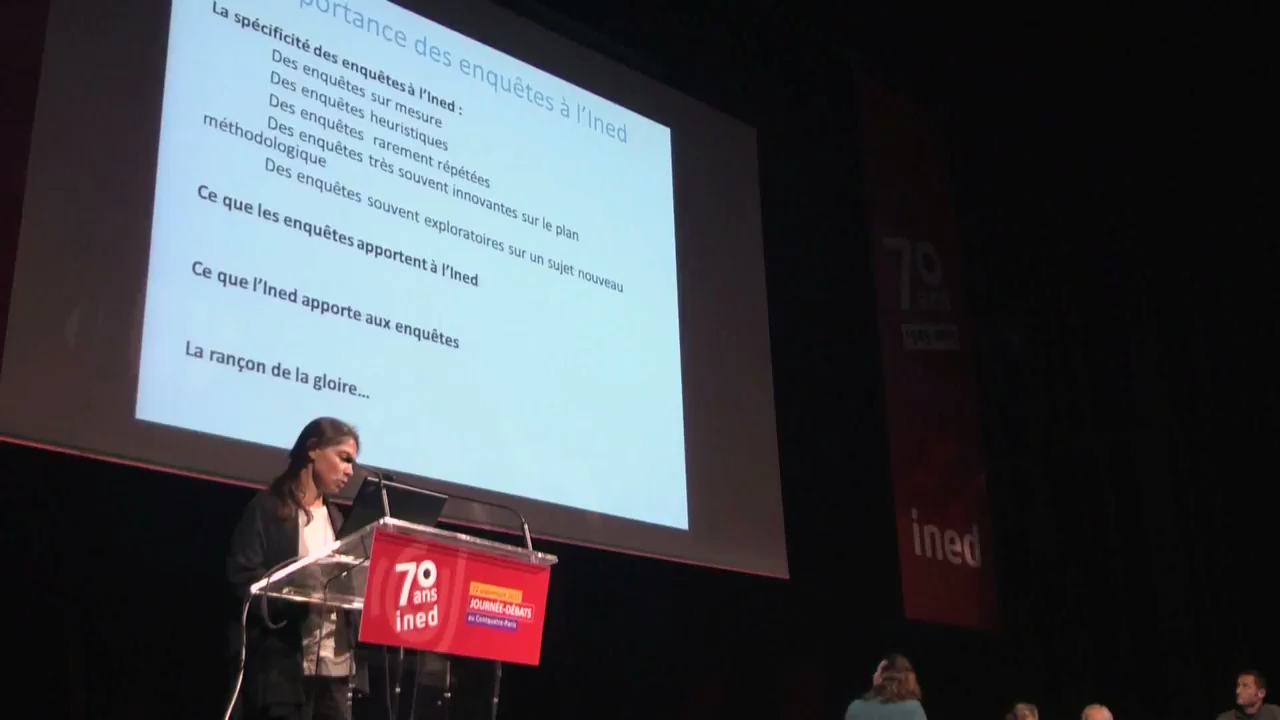 portance des enquêtes à l'Ined
La spécificité des enquêtes à l'Ined :
Des enquêtes sur mesure
Des enquêtes heuristiques
Des enquêtes rarement répétées
Des enquêtes très souvent innovantes sur le plan
méthodologique
Des enquêtes souvent exploratoires sur un sujet nouveau
Ce que les enquêtes apportent à l'Ined
Ce que l'Ined apporte aux enquêtes
La rançon de la gloire...
70
ans
ined
JOURNÉE-DÉBATS
au Centquatre-Paris
70
ans
ined